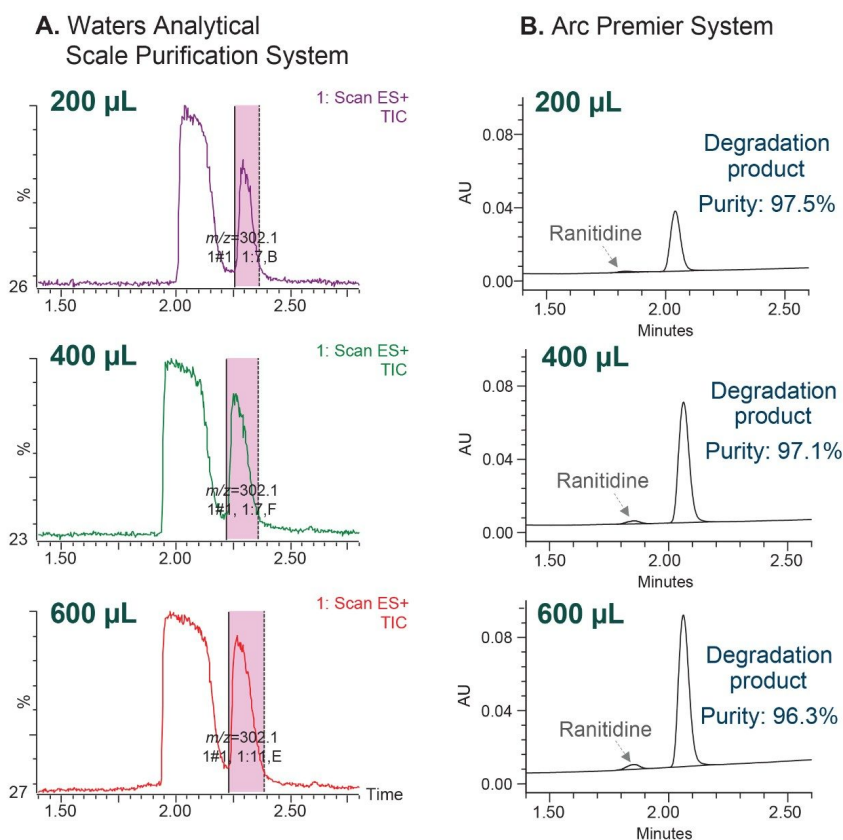 A. Waters Analytical
Scale Purification System
200 µL
1: Scan ES+
TIC
%
m/z=302.1
1#1, 1:7,B
26
1.50
2.00
2.50
400 µL
1: Scan ES+
TIC
%
m/z=302.1
1#1, 1:7,F
23
1.50
2.00
2.50
600 µL
1: Scan ES+
TIC
%
m/z=302.1
1#1, 1:11,E
27
Time
1.50
2.00
2.50
B. Arc Premier System
200 µL
0.08
AU
0.04
0.00
Degradation
product
Purity: 97.5%
Ranitidine
1.50
2.00
2.50
Minutes
400 µL
0.08
AU
0.04
0.00
Degradation
product
Purity: 97.1%
Ranitidine
1.50
2.00
2.50
Minutes
600 µL
0.08
AU
0.04
0.00
Degradation
product
Purity: 96.3%
Ranitidine
1.50
2.00
2.50
Minutes